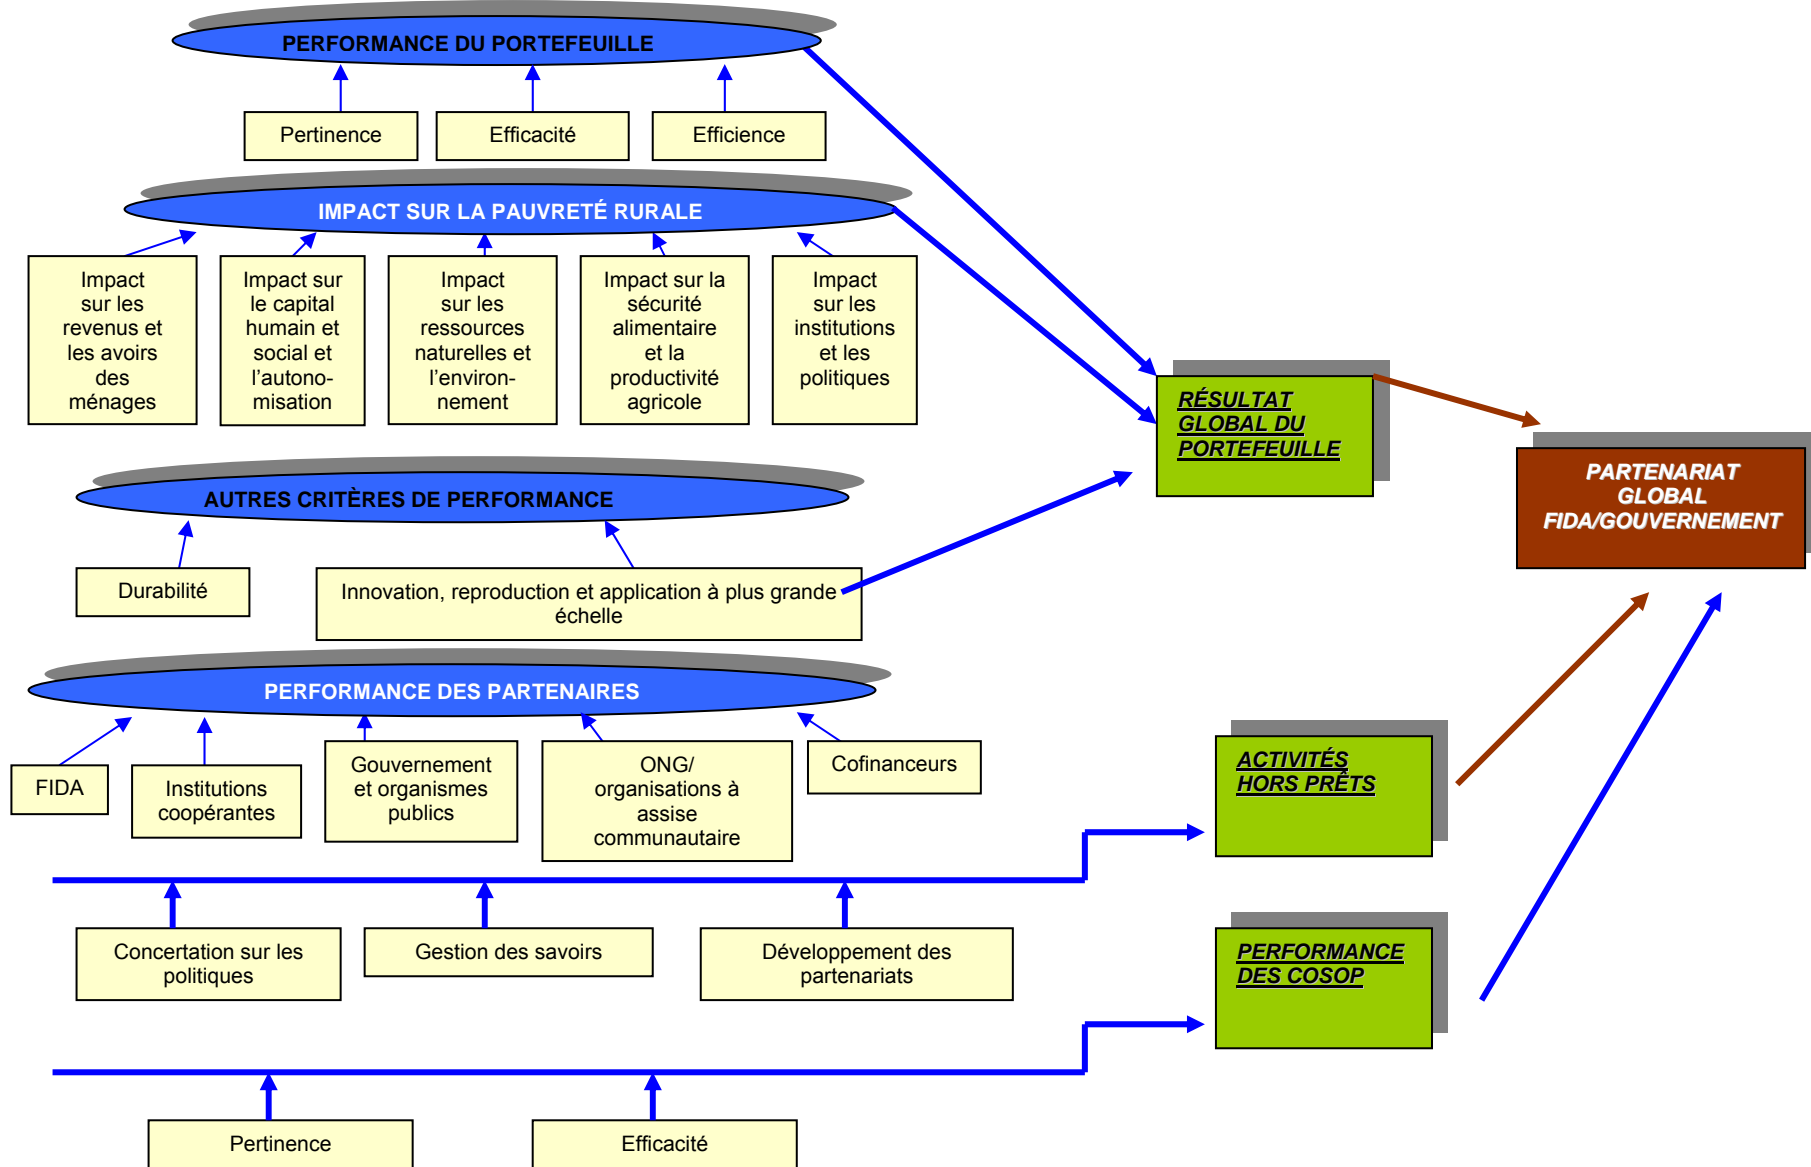 PERFORMANCE DU PORTEFEUILLE
Pertinence
Efficacité
Efficience
IMPACT SUR LA PAUVRETÉ RURALE
Impact
sur les
revenus et
les avoirs
des
ménages
Impact sur
le capital
humain et
social et
l'autono-
misation
Impact
sur les
ressources
naturelles et
l'environ-
nement
Impact sur la
sécurité
alimentaire
et la
productivité
agricole
Impact
sur les
institutions
et les
politiques
RÉSULTAT
GLOBAL DU
PORTEFEUILLE
PARTENARIAT
GLOBAL
FIDA/GOUVERNEMENT
AUTRES CRITÈRES DE PERFORMANCE
Durabilité
Innovation, reproduction et application à plus grande
échelle
PERFORMANCE DES PARTENAIRES
FIDA
Institutions
coopérantes
Gouvernement
et organismes
publics
ONG/
organisations à
assise
communautaire
Cofinanceurs
ACTIVITÉS
HORS PRÊTS
Concertation sur les
politiques
Gestion des savoirs
Développement des
partenariats
PERFORMANCE
DES COSOP
Pertinence
Efficacité